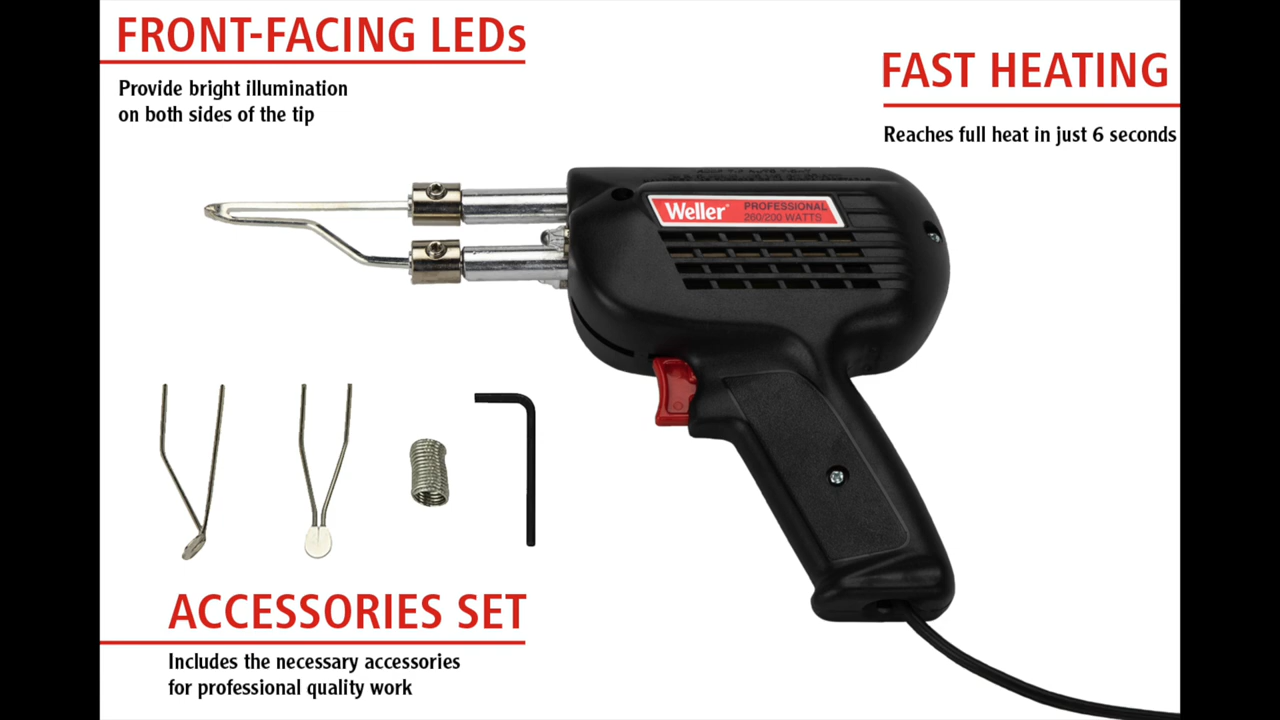 FRONT-FACING LEDs
Provide bright illumination
on both sides of the tip
FAST HEATING
Reaches full heat in just 6 seconds
Weller
PROFESSIONAL
260/200 WATTS
ACCESSORIES SET
Includes the necessary accessories
for professional quality work